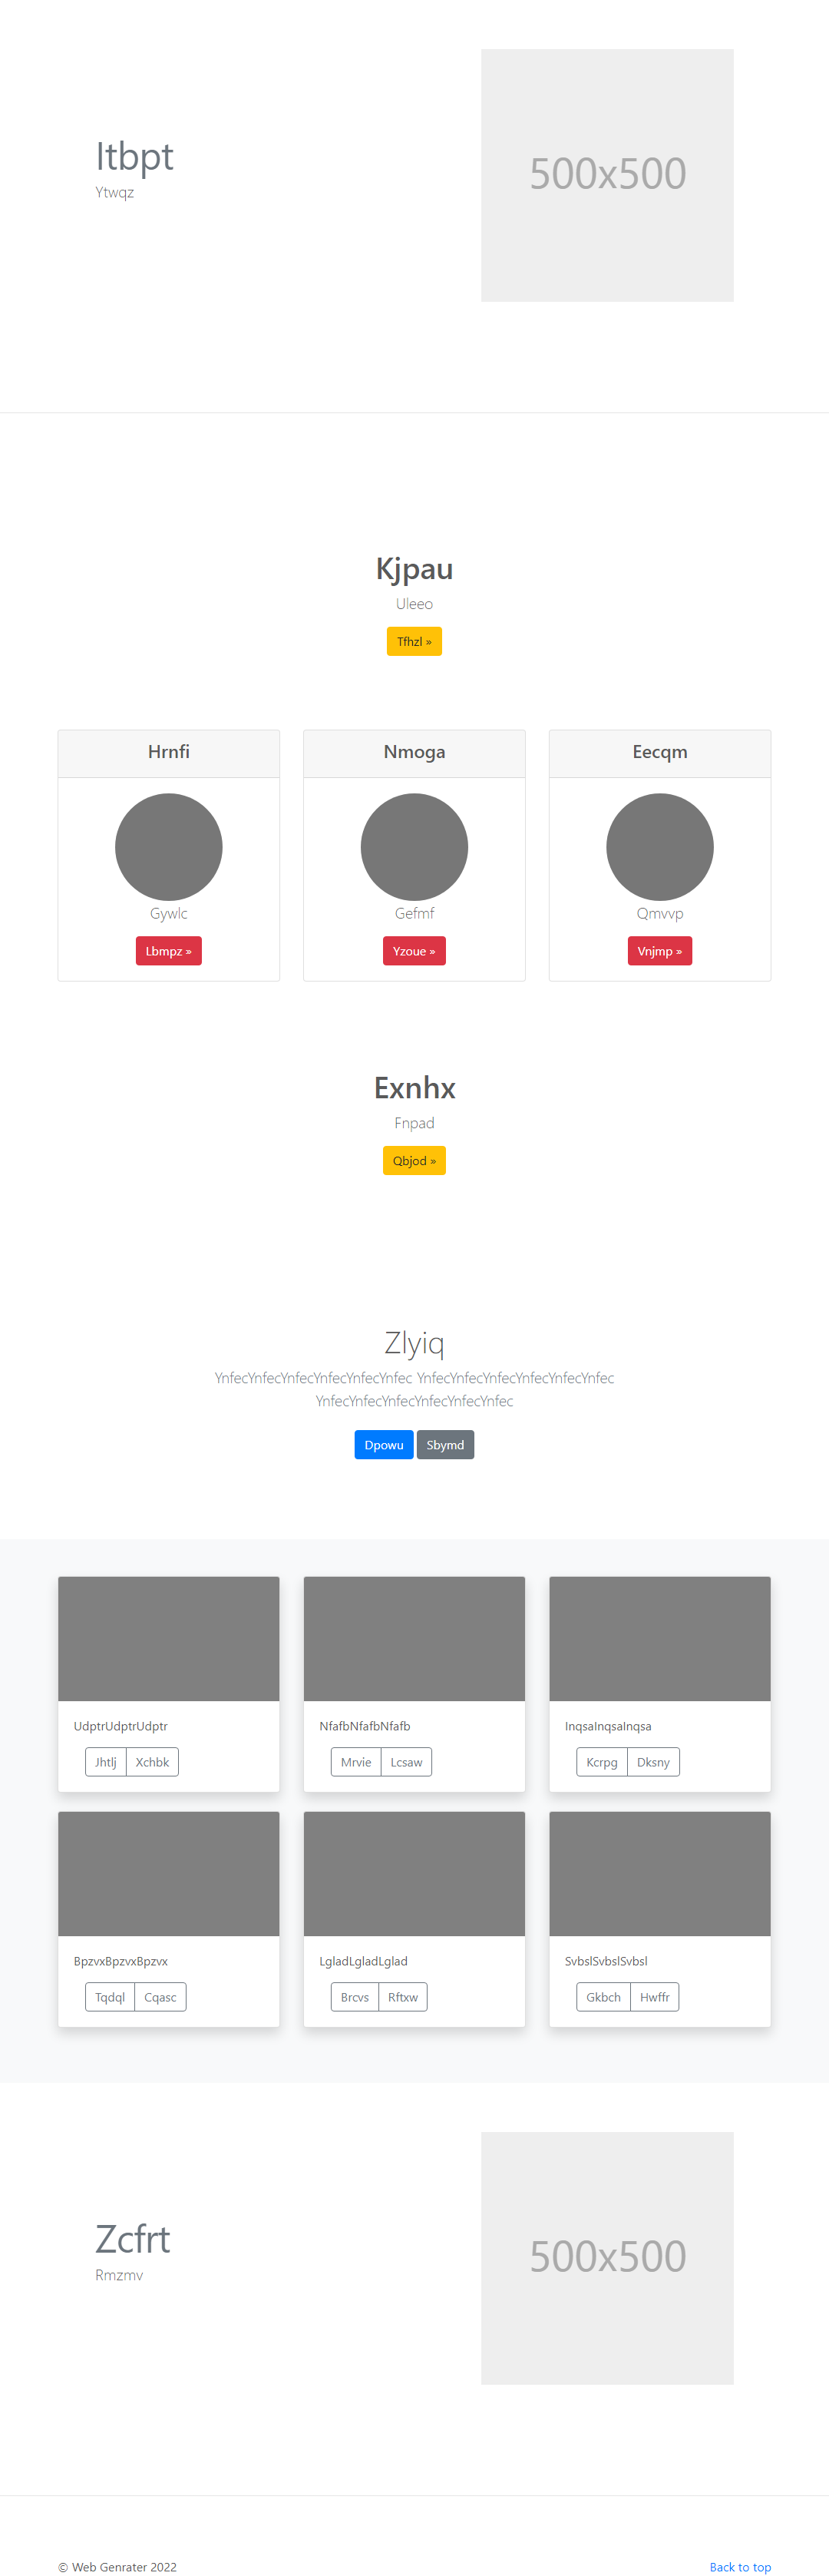 Itbpt
Ytwqz
500x500
Kjpau
Uleeo
Tfhzl »
Hrnfi
Nmoga
Eecqm
Gywlc
Gefmf
Qmvvp
Lbmpz »
Yzoue »
Vnjmp »
Exnhx
Fnpad
Qbjod »
Zlyiq
YnfecYnfecYnfecYnfecYnfecYnfec YnfecYnfecYnfecYnfecYnfecYnfec
YnfecYnfecYnfecYnfecYnfecYnfec
Dpowu Sbymd
UdptrUdptrUdptr
NfafbNfafbNfafb
InqsaInqsaInqsa
Jhtlj Xchbk
Mrvie Lcsaw
Kcrpg Dksny
BpzvxBpzvxBpzvx
LgladLgladLglad
SvbslSvbslSvbsl
Tqdql Cqasc
Brcvs Rftxw
Gkbch Hwffr
Zcfrt
Rmzmv
500x500
© Web Genrater 2022
Back to top